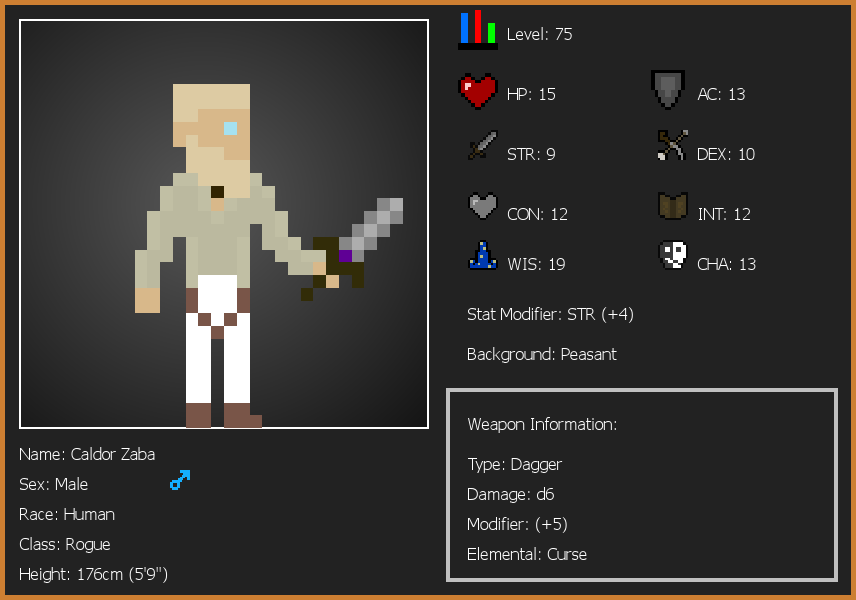 Level: 75
HP: 15
AC: 13
STR: 9
DEX: 10
CON: 12
INT: 12
WIS: 19
CHA: 13
Stat Modifier: STR (+4)
Background: Peasant
Weapon Information:
Type: Dagger
Damage: d6
Modifier: (+5)
Elemental: Curse
Name: Caldor Zaba
Sex: Male
Race: Human
Class: Rogue
Height: 176cm (5'9")